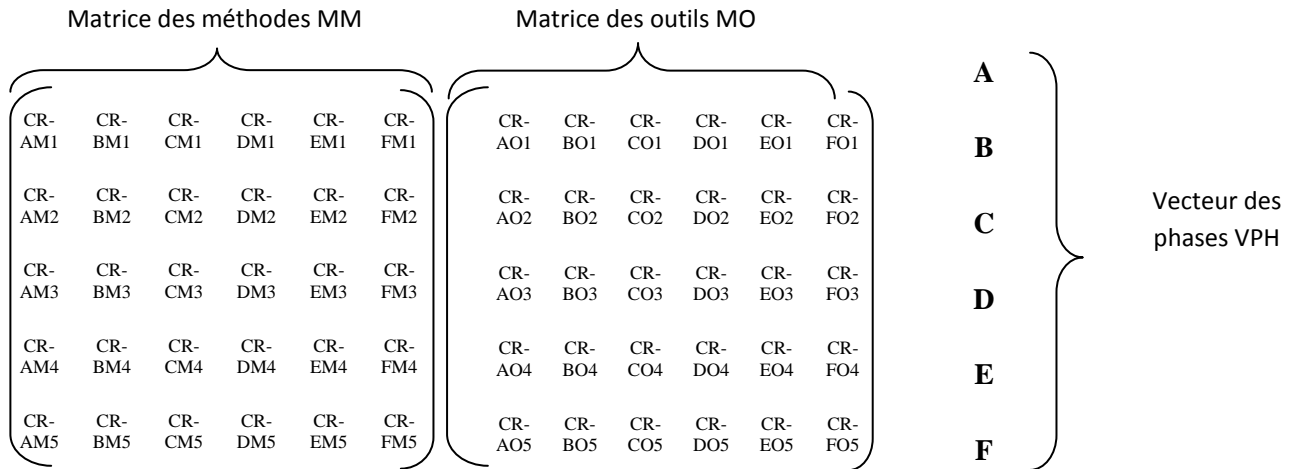 Matrice des méthodes MM
Matrice des outils MO
CR- CR- CR- CR- CR- CR-
AM1 BM1 CM1 DM1 EM1 FM1
CR- CR- CR- CR- CR- CR-
AM2 BM2 CM2 DM2 EM2 FM2
CR- CR- CR- CR- CR- CR-
AM3 BM3 CM3 DM3 EM3 FM3
CR- CR- CR- CR- CR- CR-
AM4 BM4 CM4 DM4 EM4 FM4
CR- CR- CR- CR- CR- CR-
AM5 BM5 CM5 DM5 EM5 FM5
CR- CR- CR- CR- CR- CR-
AO1 BO1 CO1 DO1 EO1 FO1
CR- CR- CR- CR- CR- CR-
AO2 BO2 CO2 DO2 EO2 FO2
CR- CR- CR- CR- CR- CR-
AO3 BO3 CO3 DO3 EO3 FO3
CR- CR- CR- CR- CR- CR-
AO4 BO4 CO4 DO4 EO4 FO4
CR- CR- CR- CR- CR- CR-
AO5 BO5 CO5 DO5 EO5 FO5
A
B
C
D
E
F
Vecteur des
phases VPH